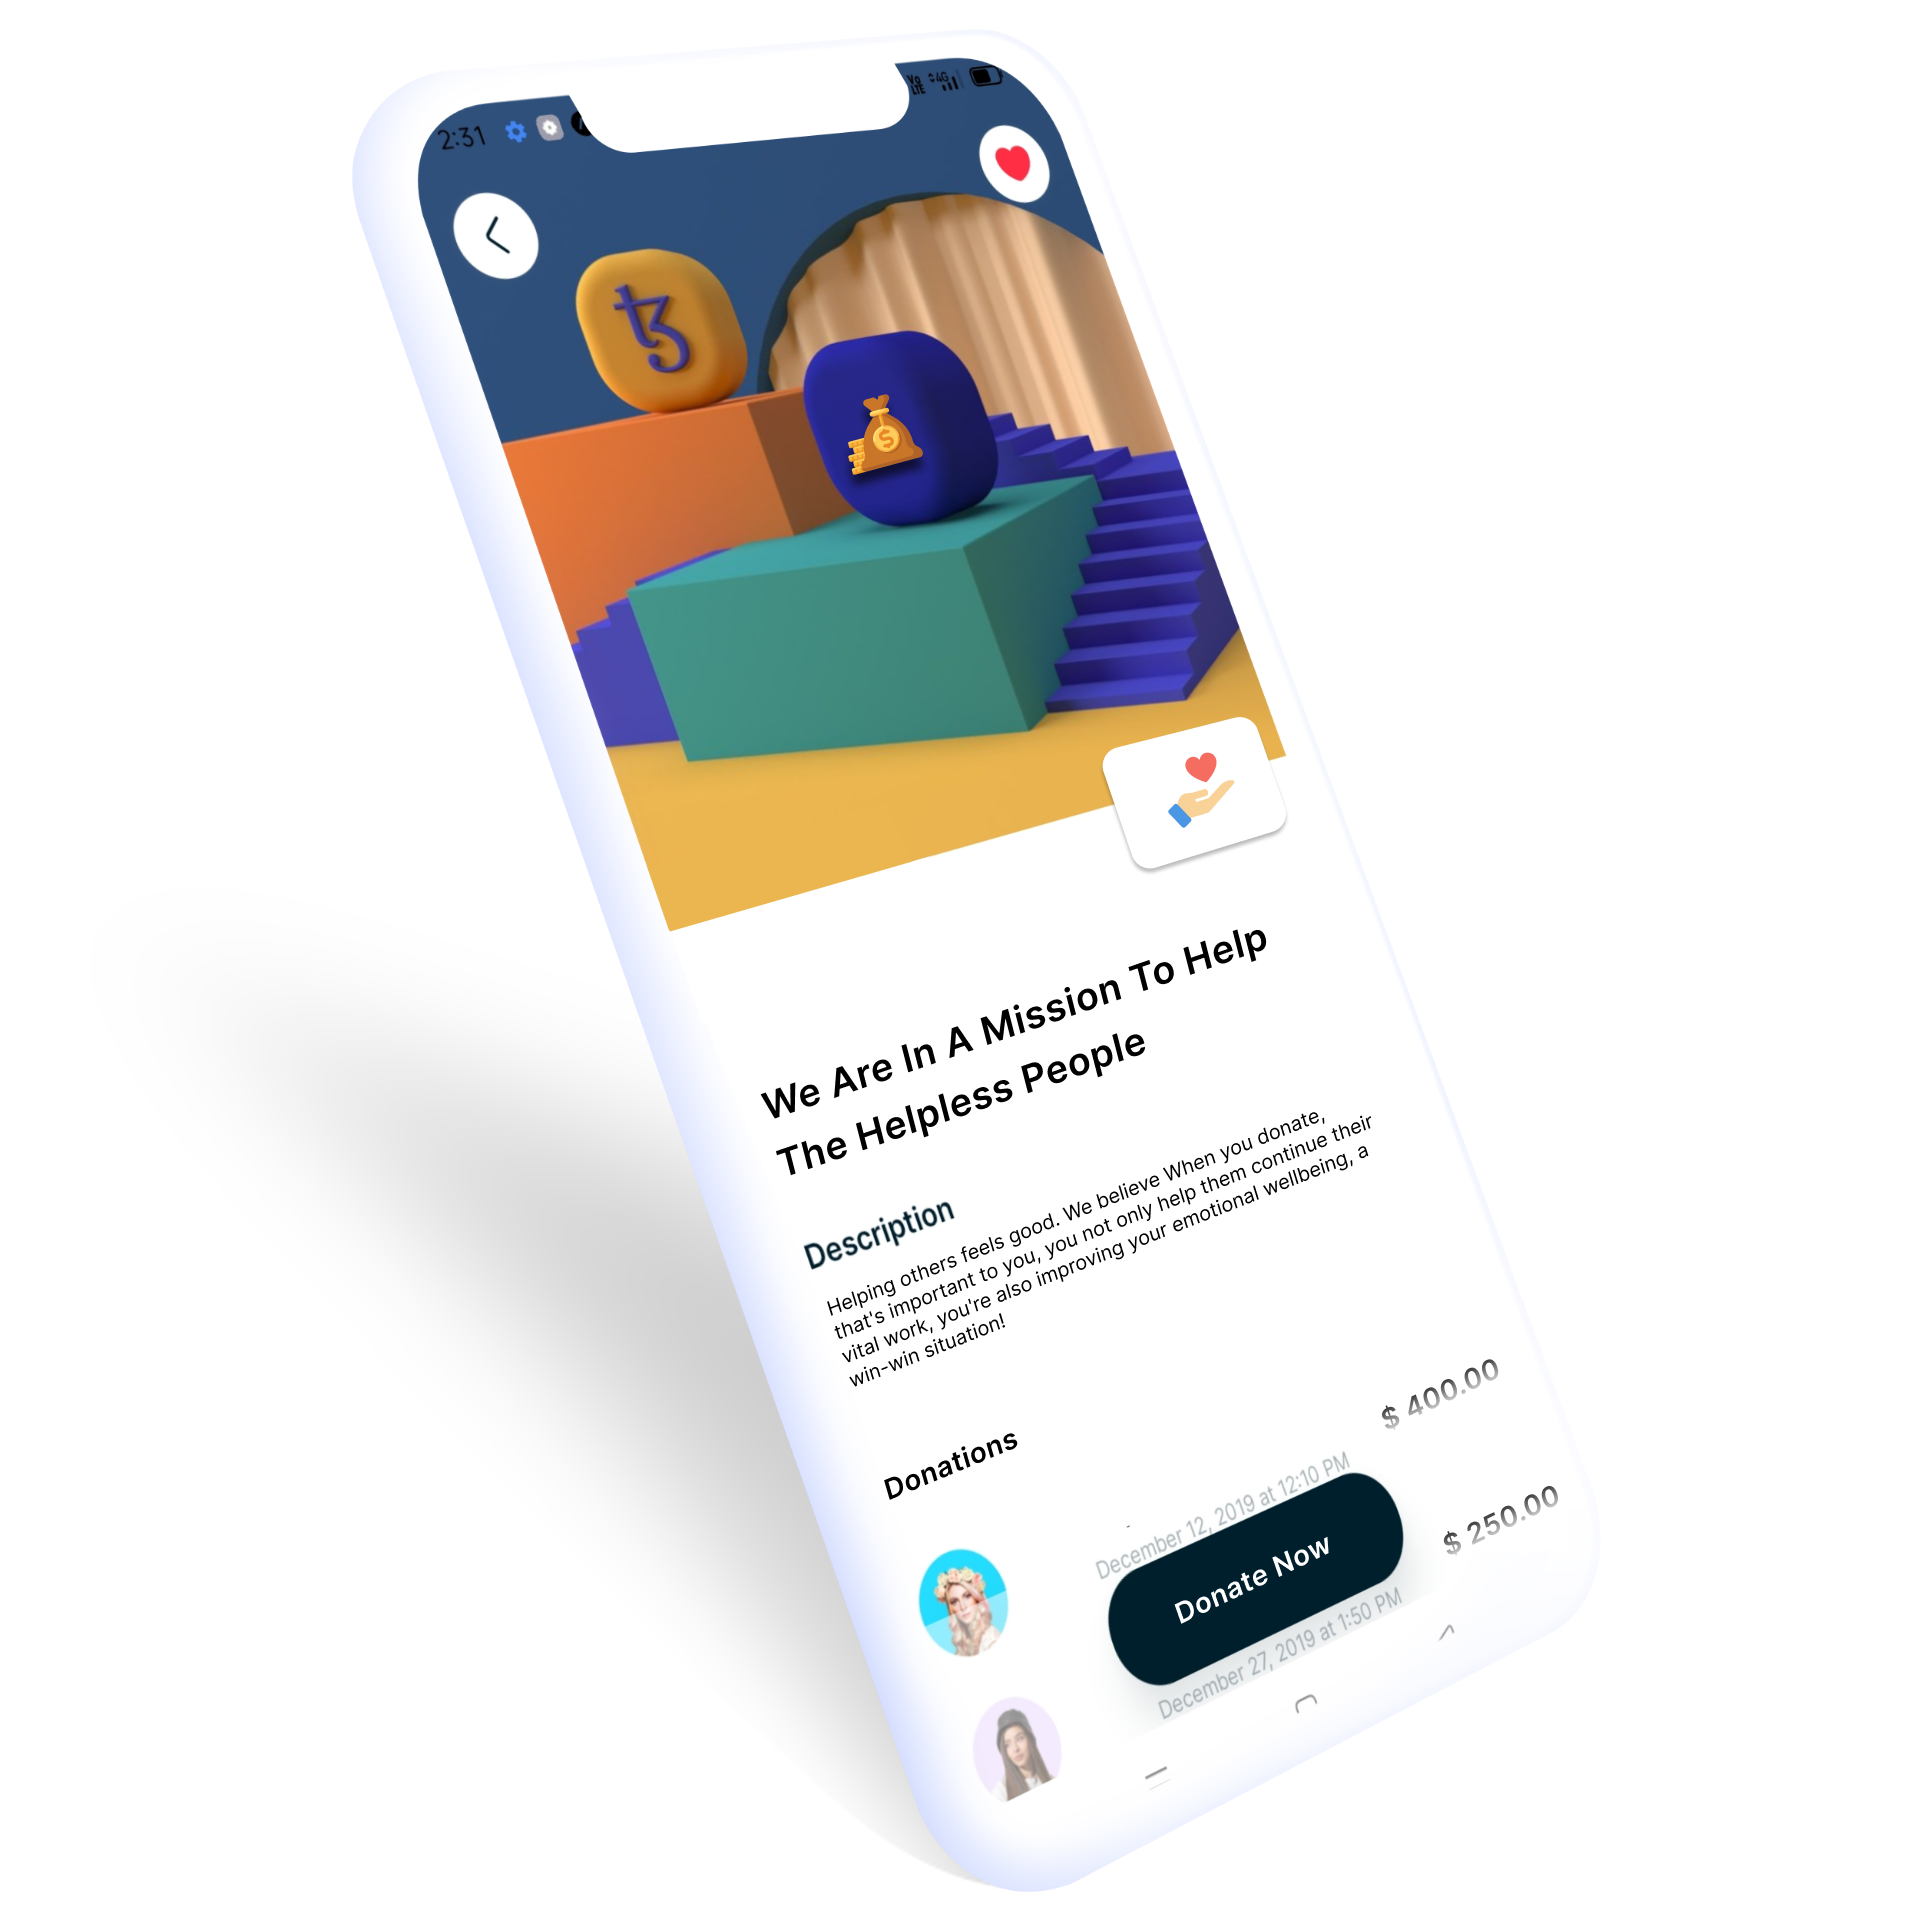 2:31
Vo
LTE
4G
$
We Are In A Mission To Help
The Helpless People
Description
Helping others feels good. We believe When you donate,
that's important to you, you not only help them continue their
vital work, you're also improving your emotional wellbeing, a
win-win situation!
Donations
$ 400.00
December 12, 2019 at 12:10 PM
Donate Now
$ 250.00
December 27, 2019 at 1:50 PM